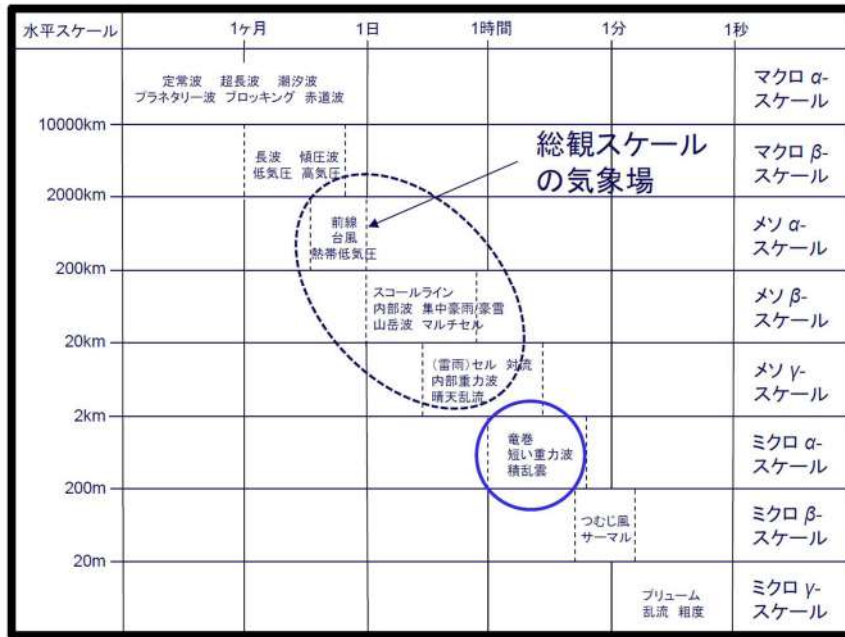 水平スケール 1ヶ月 1日 1時間 1分 1秒
定常波 超長波 潮汐波
プラネタリー波 ブロッキング 赤道波
マクロ α-
スケール
10000km
長波 傾圧波
低気圧 高気圧
総観スケール
の気象場
マクロ β-
スケール
2000km
前線
台風
熱帯低気圧
メソ α-
スケール
200km
スコールライン
内部波 集中豪雨/豪雪
山岳波 マルチセル
メソ β-
スケール
20km
(雷雨)セル 対流
内部重力波
晴天乱流
メソ γ-
スケール
2km
竜巻
短い重力波
積乱雲
ミクロ α-
スケール
200m
つむじ風
サーマル
ミクロ β-
スケール
20m
プリューム
乱流 粗度
ミクロ γ-
スケール